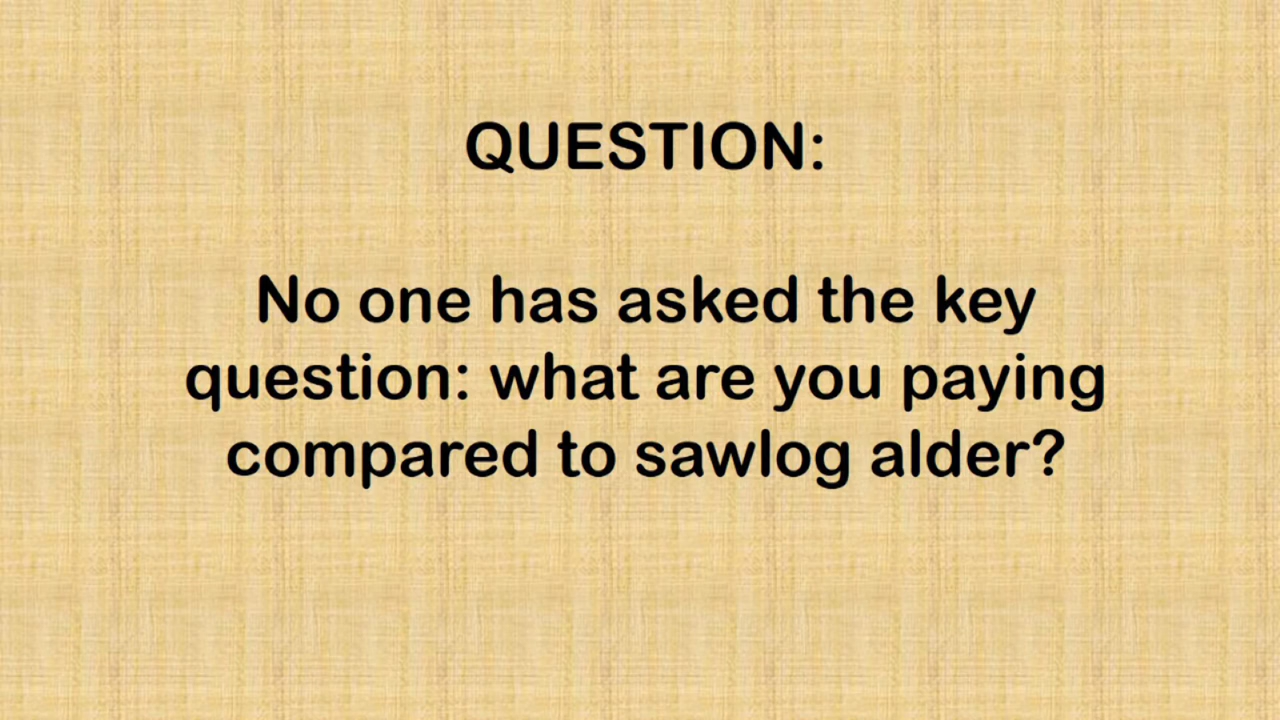 QUESTION:
No one has asked the key
question: what are you paying
compared to sawlog alder?